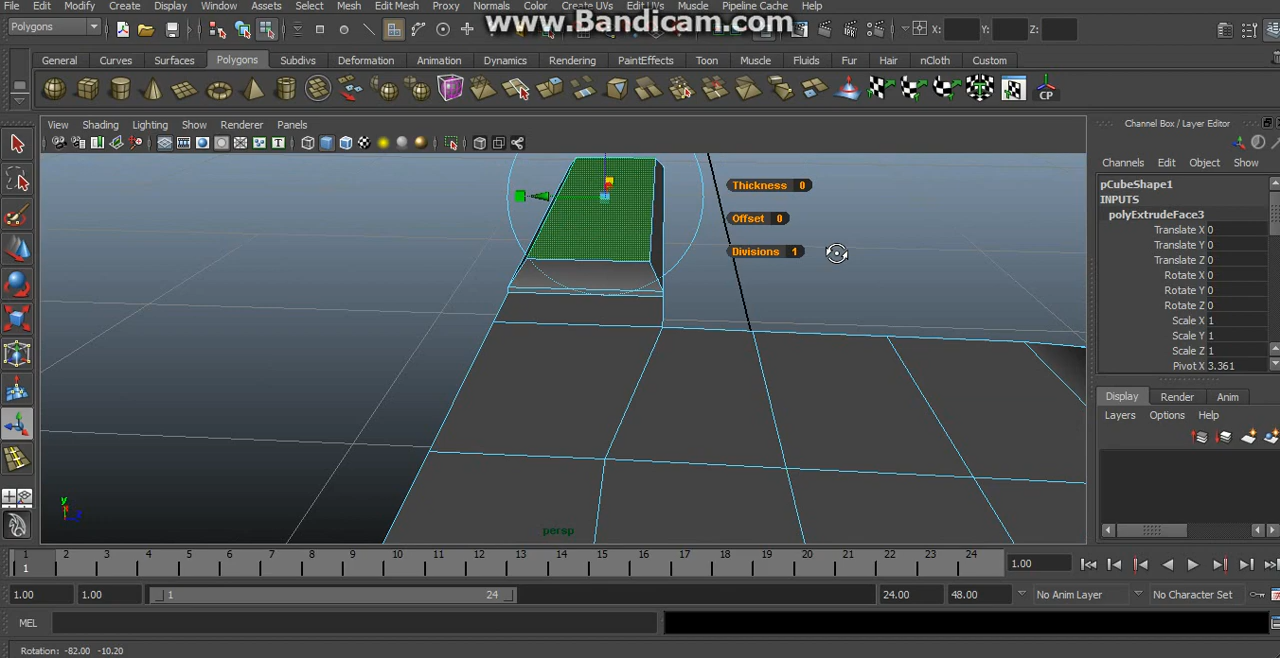 File Edit Modify Create Display Window Assets Select Mesh Edit Mesh Proxy Normals Color Create UVs Edit UVs Muscle Pipeline Cache Help
www.Bandicam.com
Polygons X: Y: Z:
General Curves Surfaces Polygons Subdivs Deformation Animation Dynamics Rendering PaintEffects Toon Muscle Fluids Fur Hair nCloth Custom
CP
View Shading Lighting Show Renderer Panels
Channel Box / Layer Editor
Channels Edit Object Show
pCubeShape1
INPUTS
polyExtrudeFace3
Translate X 0
Translate Y 0
Translate Z 0
Rotate X 0
Rotate Y 0
Rotate Z 0
Scale X 1
Scale Y 1
Scale Z 1
Pivot X 3.361
Thickness 0
Offset 0
Divisions 1
Display Render Anim
Layers Options Help
y
persp
1 2 3 4 5 6 7 8 9 10 11 12 13 14 15 16 17 18 19 20 21 22 23 24
1
1.00
1.00 1.00 1 24 24.00 48.00 No Anim Layer No Character Set
MEL
Rotation: -82.00 -10.20